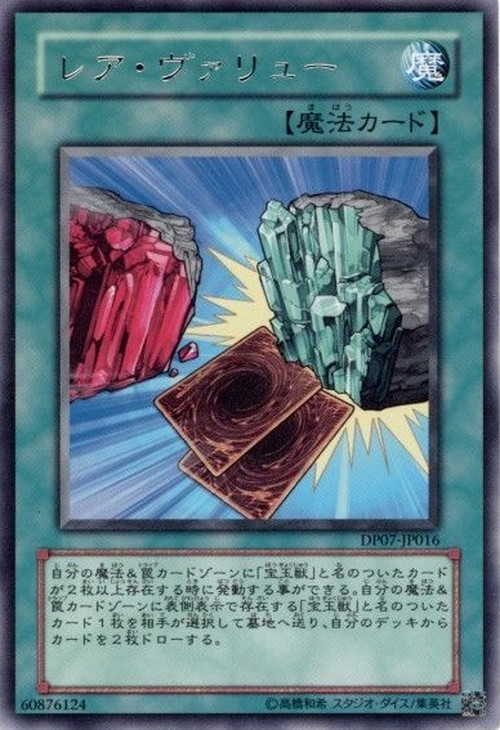 レア・ヴァリュー
魔
【魔法カード】
DP07-JP016
自分の魔法&罠カードゾーンに「宝玉獣」と名のついたカード
が2枚以上存在する時に発動する事ができる。自分の魔法&
罠カードゾーンに表側表示で存在する「宝玉獣」と名のついた
カード1枚を相手が選択して墓地へ送り、自分のデッキから
カードを2枚ドローする。
60876124
©高橋和希 スタジオ・ダイス/集英社